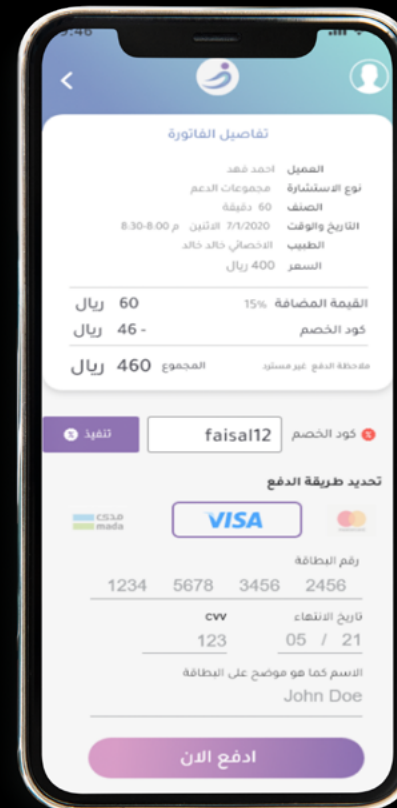 9:46
تفاصيل الفاتورة
العميل احمد فهد
نوع الاستشارة مجموعات الدعم
الصنف 60 دقيقة
التاريخ والوقت 7/1/2020 الاثنين م 8:00-8:30
الطبيب الاخصائي خالد خالد
السعر 400 ريال
القيمة المضافة 15% 60 ريال
كود الخصم - 46 ريال
ملاحظة الدفع غير مسترد. المجموع 460 ريال
% كود الخصم faisal12 تنفيذ %
تحديد طريقة الدفع
mastercard VISA مدى mada
رقم البطاقة
1234 5678 3456 2456
تاريخ الانتهاء cvv
05 / 21 123
الاسم كما هو موضح على البطاقة
John Doe
ادفع الان